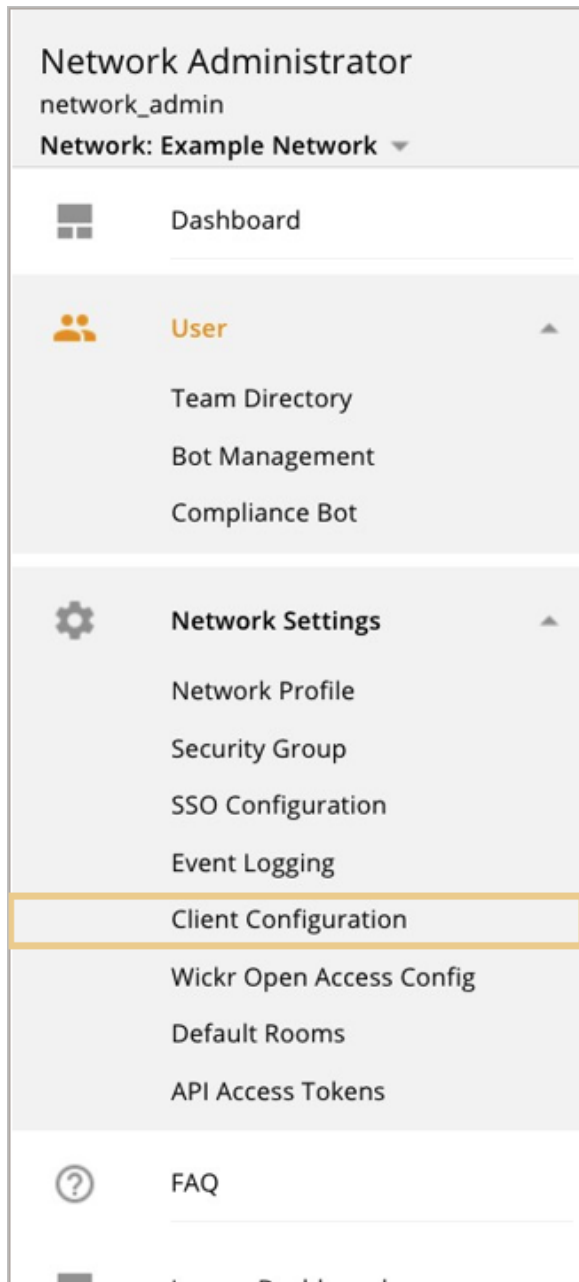 Network Administrator
network_admin
Network: Example Network
Dashboard
User
Team Directory
Bot Management
Compliance Bot
Network Settings
Network Profile
Security Group
SSO Configuration
Event Logging
Client Configuration
Wickr Open Access Config
Default Rooms
API Access Tokens
FAQ